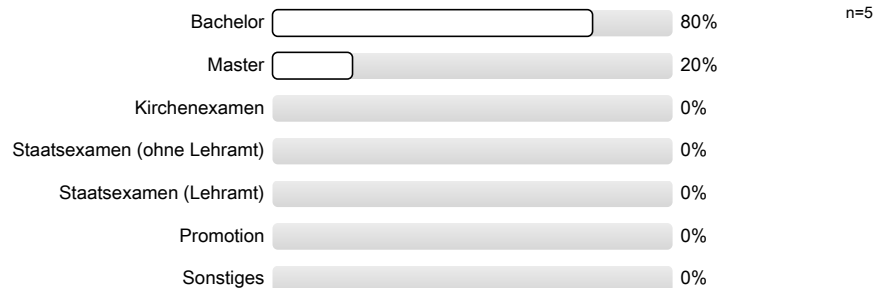 n=5
Bachelor 80%
Master 20%
Kirchenexamen 0%
Staatsexamen (ohne Lehramt) 0%
Staatsexamen (Lehramt) 0%
Promotion 0%
Sonstiges 0%